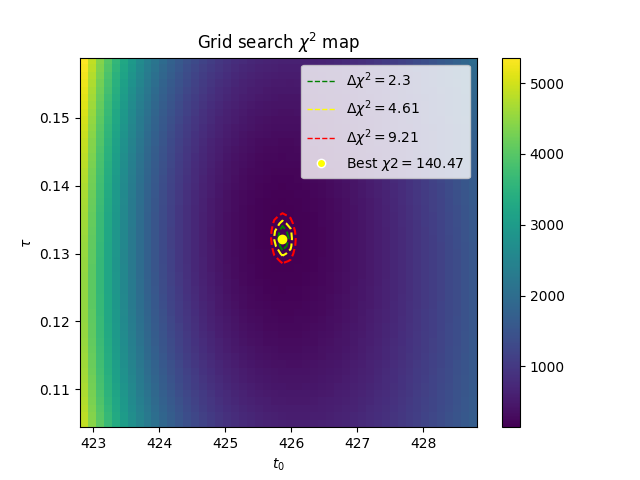 Grid search χ² map
Δχ² = 2.3
Δχ² = 4.61
Δχ² = 9.21
Best χ2 = 140.47
0.15
0.14
0.13
0.12
0.11
τ
423 424 425 426 427 428
t₀
5000
4000
3000
2000
1000